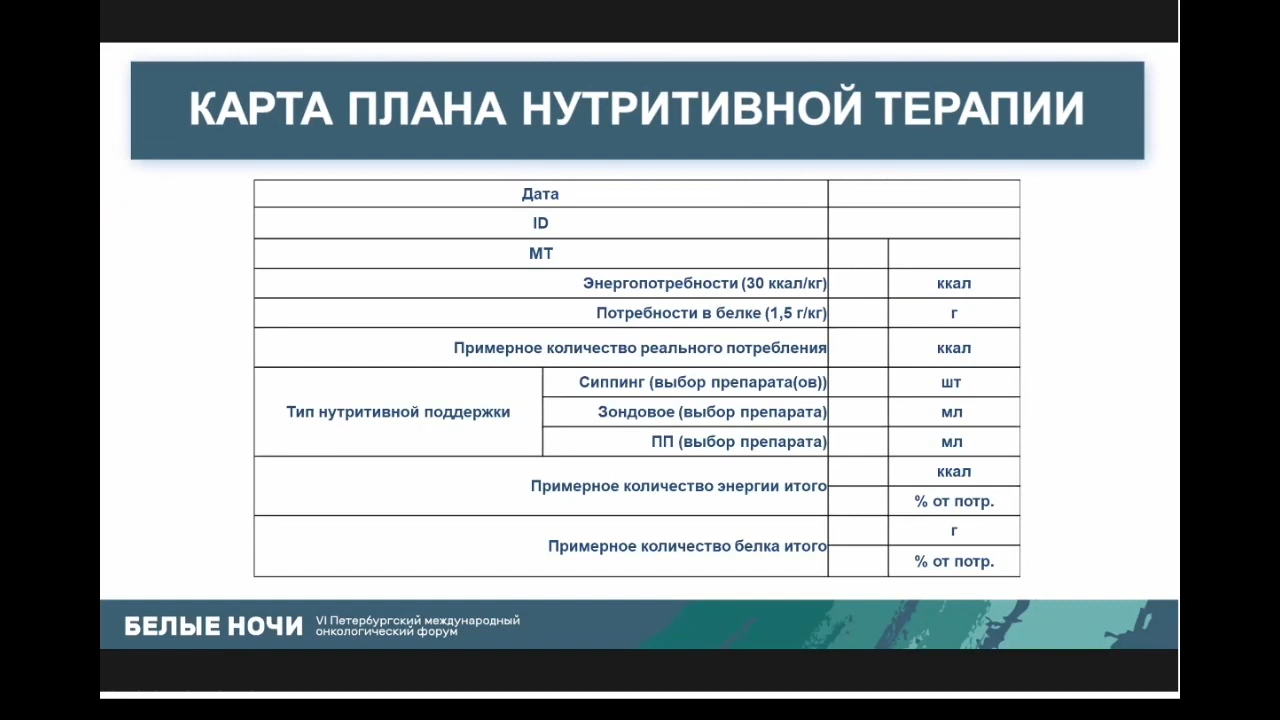 КАРТА ПЛАНА НУТРИТИВНОЙ ТЕРАПИИ
Дата
ID
МТ
Энергопотребности (30 ккал/кг) ккал
Потребности в белке (1,5 г/кг) г
Примерное количество реального потребления ккал
Тип нутритивной поддержки
Сиппинг (выбор препарата(ов)) шт
Зондовое (выбор препарата) мл
ПП (выбор препарата) мл
Примерное количество энергии итого
ккал
% от потр.
Примерное количество белка итого
г
% от потр.
БЕЛЫЕ НОЧИ
VI Петербургский международный
онкологический форум